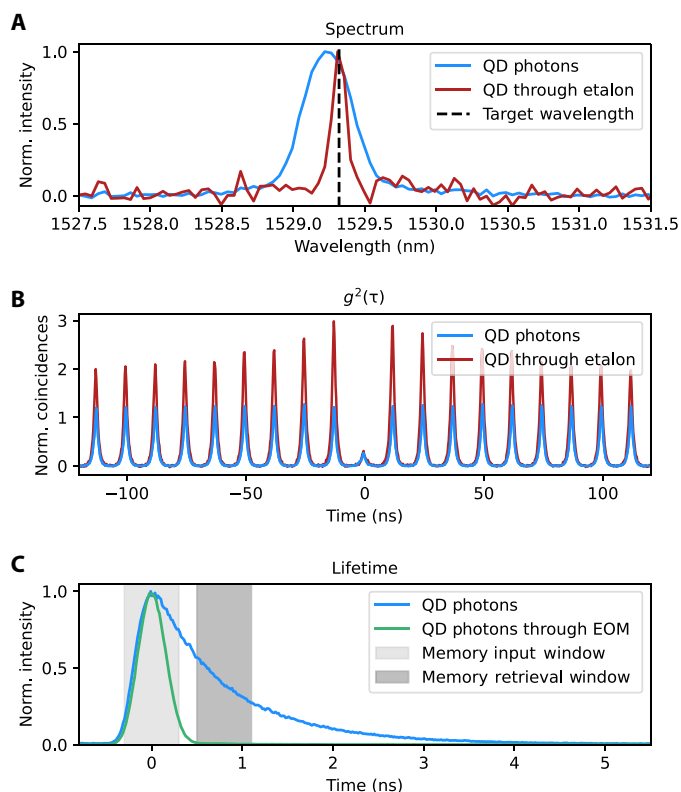 A
Spectrum
1.0
0.5
0.0
Norm. intensity
QD photons
QD through etalon
Target wavelength
1527.5 1528.0 1528.5 1529.0 1529.5 1530.0 1530.5 1531.0 1531.5
Wavelength (nm)
B
g²(τ)
3
2
1
0
Norm. coincidences
QD photons
QD through etalon
−100 −50 0 50 100
Time (ns)
C
Lifetime
1.0
0.5
0.0
Norm. intensity
QD photons
QD photons through EOM
Memory input window
Memory retrieval window
0 1 2 3 4 5
Time (ns)